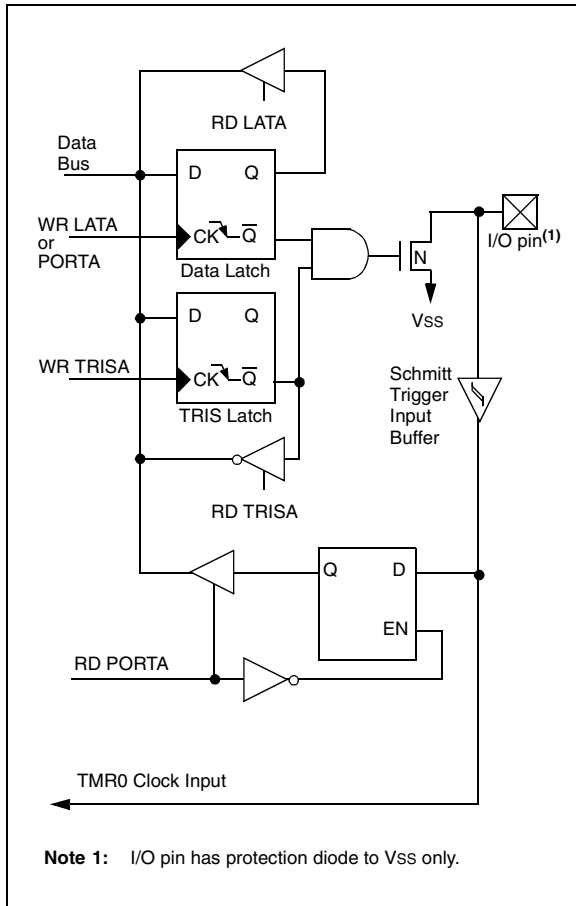 RD LATA
Data
Bus
D Q
WR LATA
or
PORTA
CK Q̅
Data Latch
N
I/O pin(1)
VSS
D Q
WR TRISA
CK Q̅
TRIS Latch
Schmitt
Trigger
Input
Buffer
RD TRISA
Q D
EN
RD PORTA
TMR0 Clock Input
Note 1: I/O pin has protection diode to VSS only.